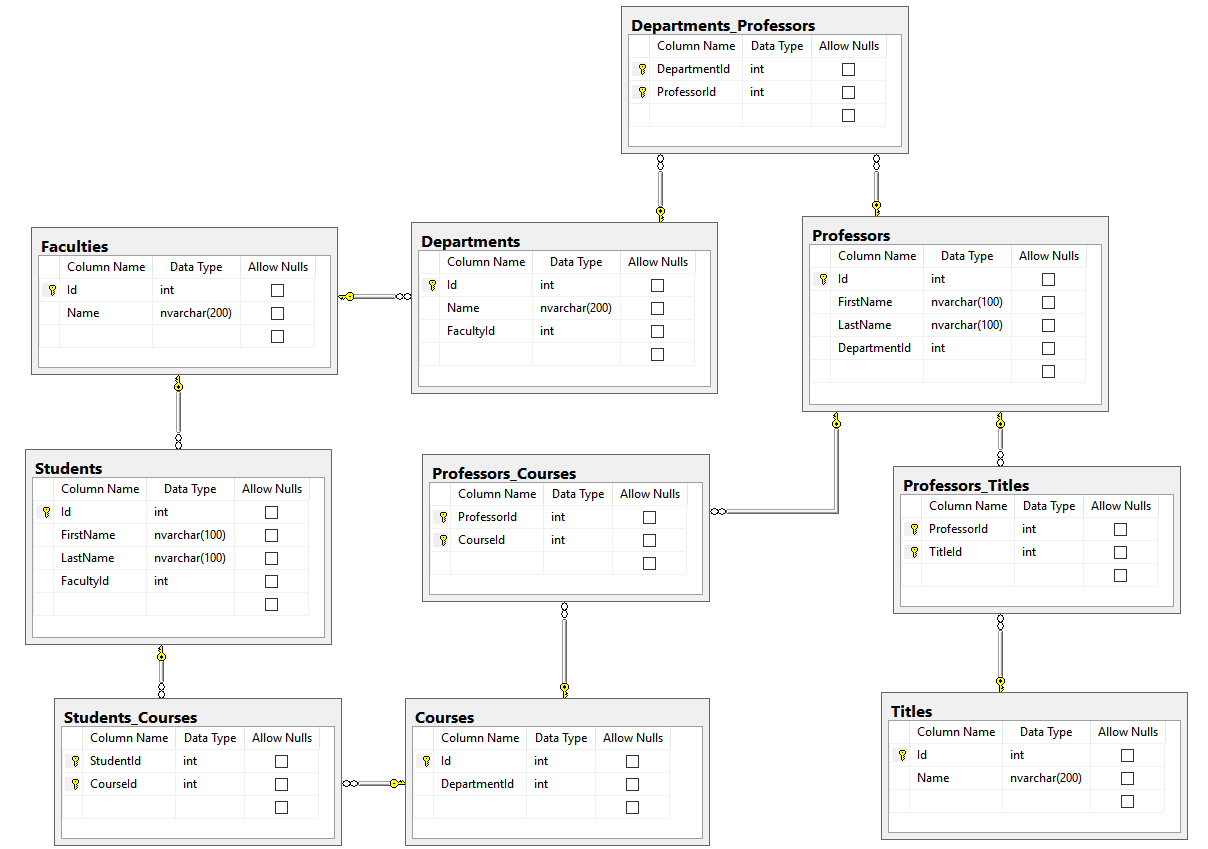 Departments_Professors
Column Name Data Type Allow Nulls
DepartmentId int
ProfessorId int
Faculties
Column Name Data Type Allow Nulls
Id int
Name nvarchar(200)
Departments
Column Name Data Type Allow Nulls
Id int
Name nvarchar(200)
FacultyId int
Professors
Column Name Data Type Allow Nulls
Id int
FirstName nvarchar(100)
LastName nvarchar(100)
DepartmentId int
Students
Column Name Data Type Allow Nulls
Id int
FirstName nvarchar(100)
LastName nvarchar(100)
FacultyId int
Professors_Courses
Column Name Data Type Allow Nulls
ProfessorId int
CourseId int
Professors_Titles
Column Name Data Type Allow Nulls
ProfessorId int
TitleId int
Students_Courses
Column Name Data Type Allow Nulls
StudentId int
CourseId int
Courses
Column Name Data Type Allow Nulls
Id int
DepartmentId int
Titles
Column Name Data Type Allow Nulls
Id int
Name nvarchar(200)